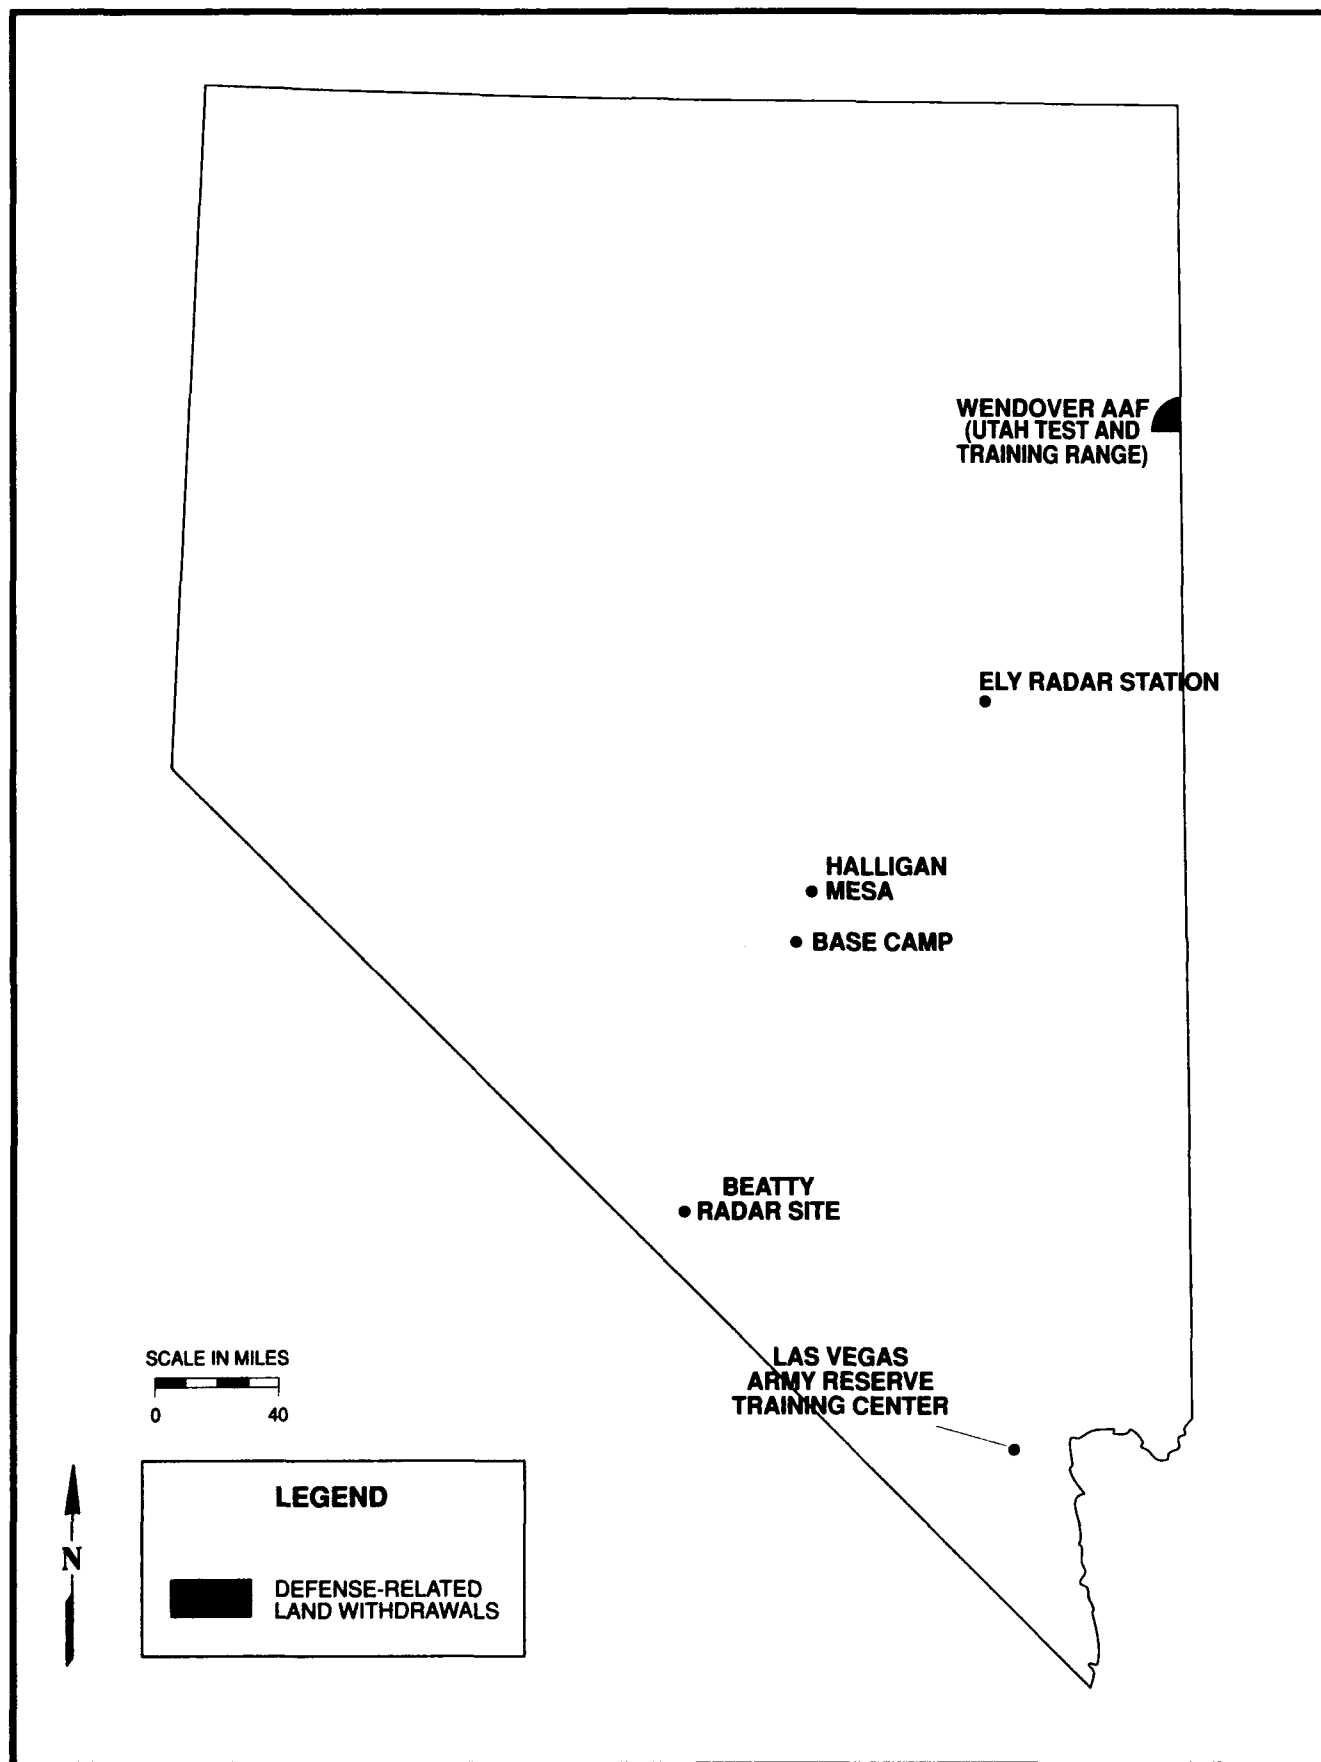 WENDOVER AAF
(UTAH TEST AND
TRAINING RANGE)
ELY RADAR STATION
HALLIGAN
MESA
BASE CAMP
BEATTY
RADAR SITE
LAS VEGAS
ARMY RESERVE
TRAINING CENTER
SCALE IN MILES
0 40
N
LEGEND
DEFENSE-RELATED
LAND WITHDRAWALS